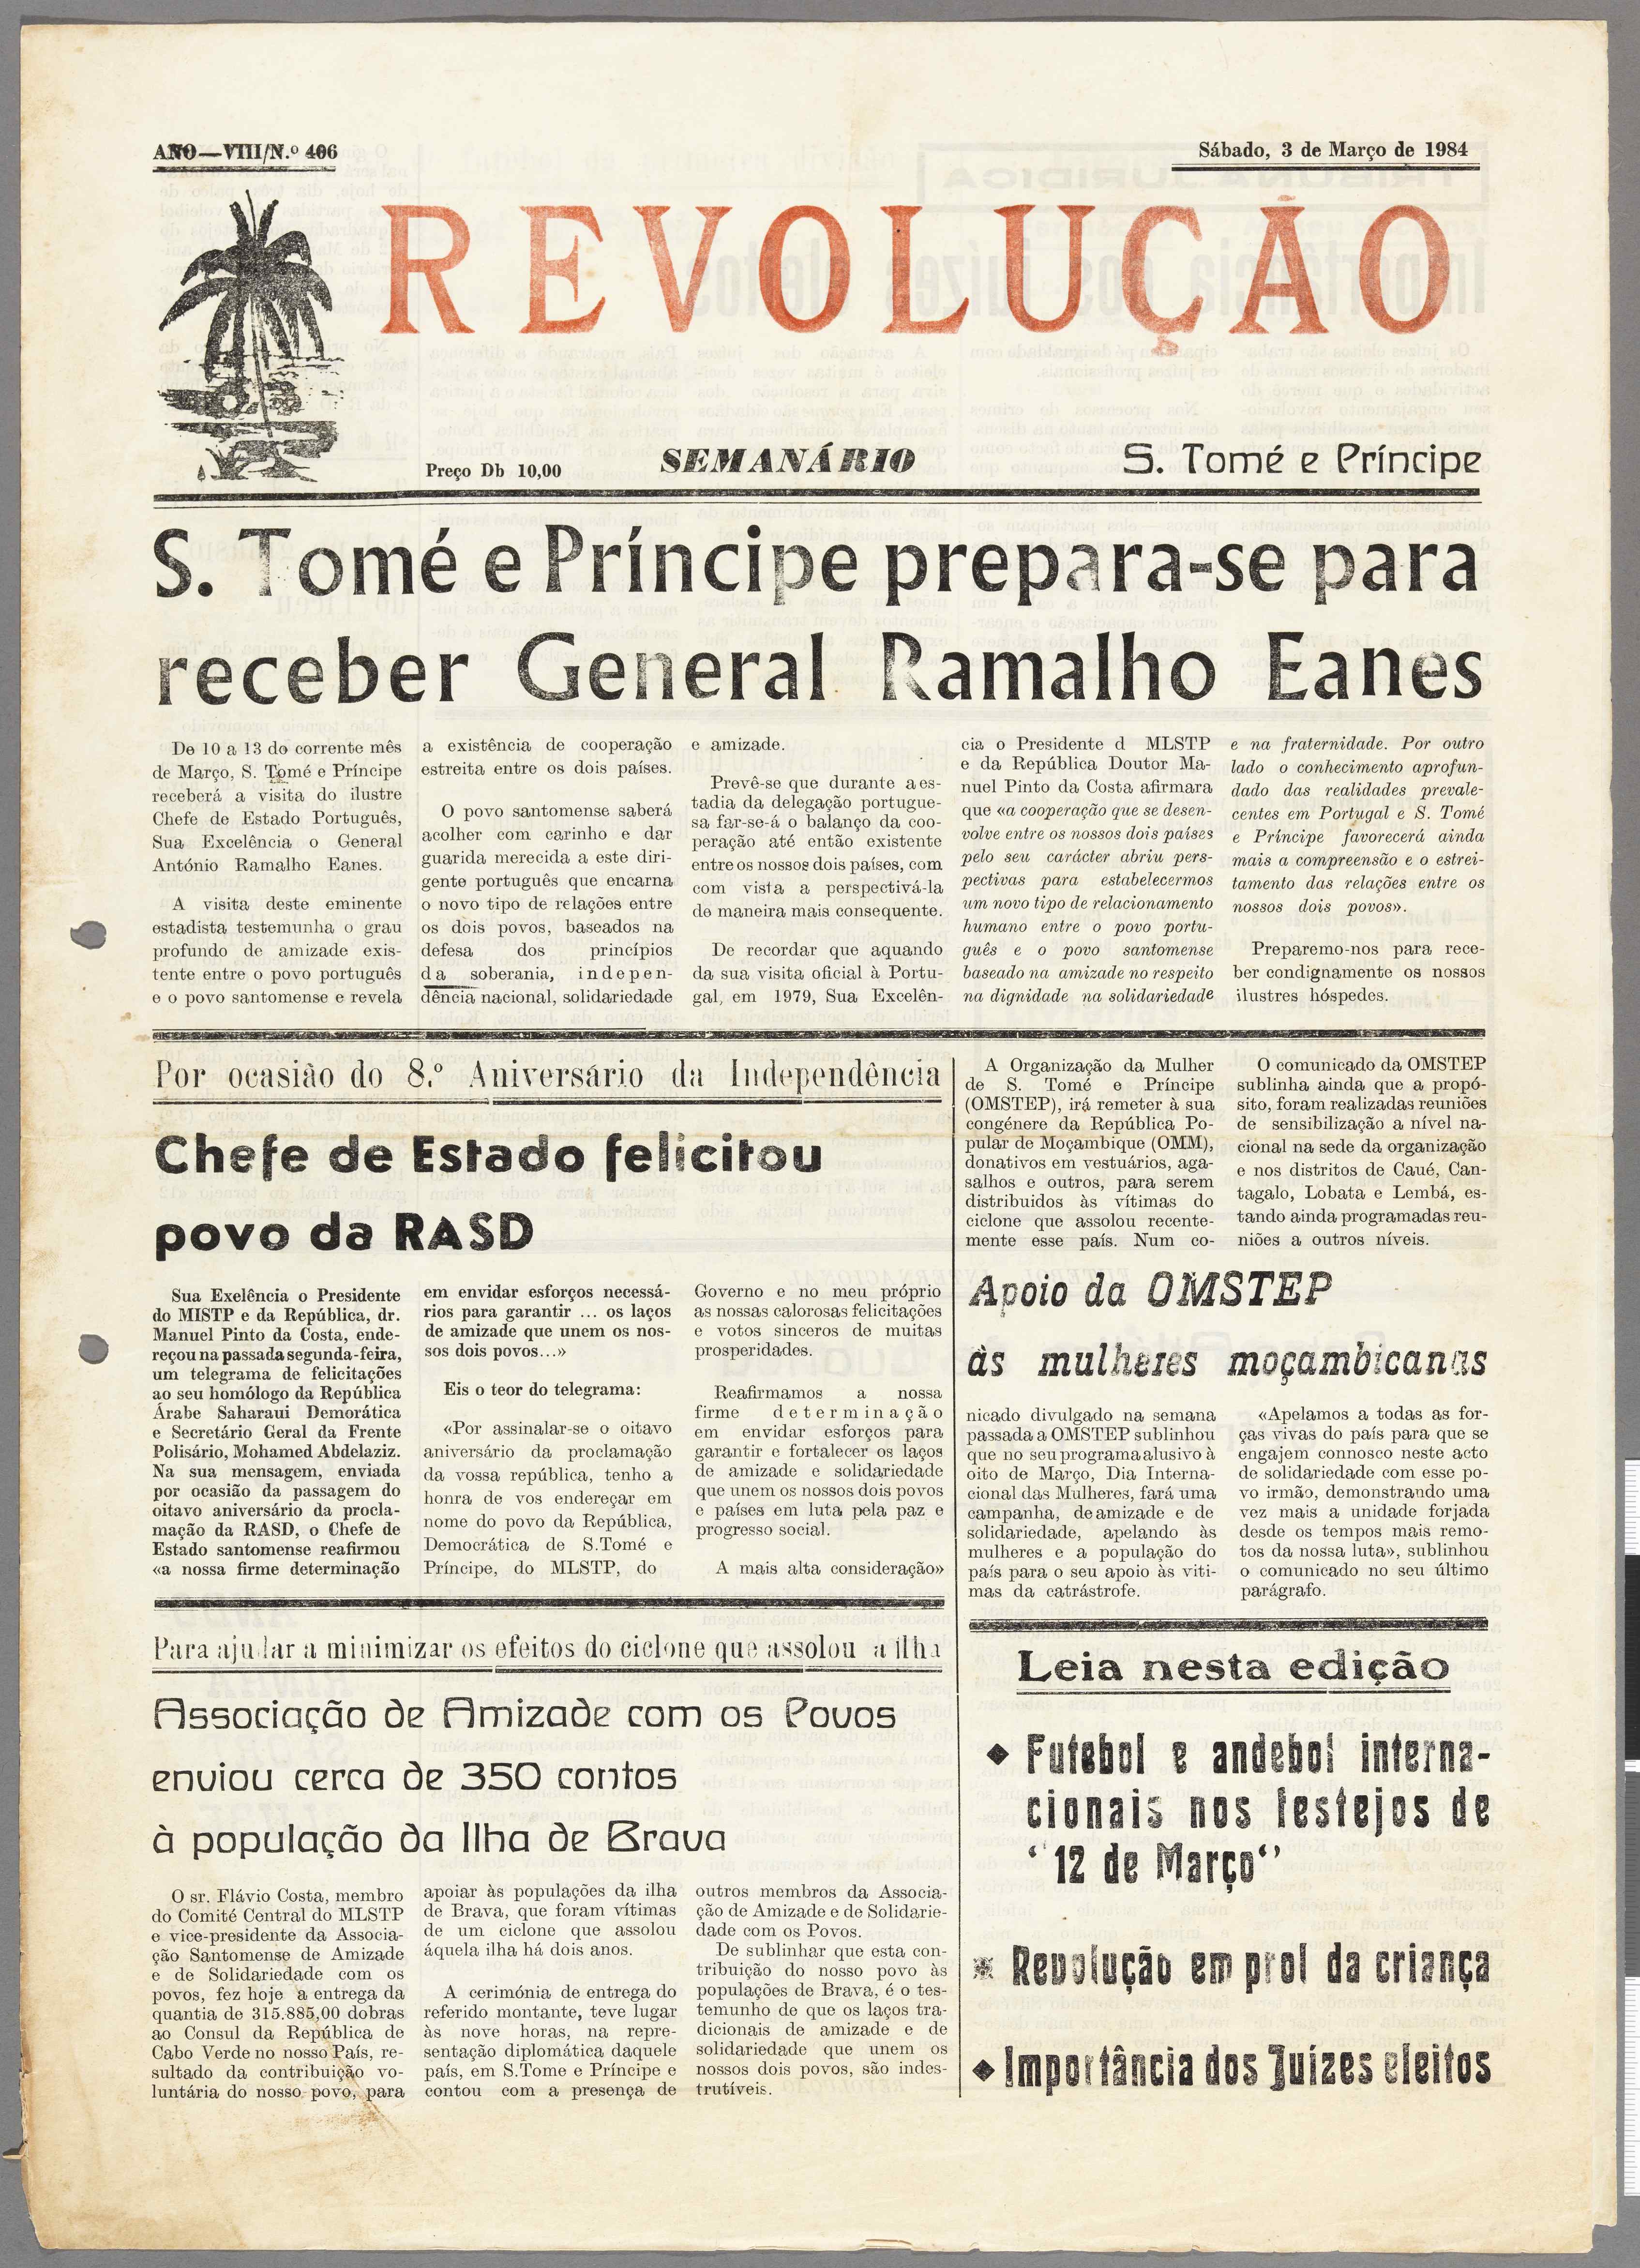 ANO—VIII/N.º 406
Sábado, 3 de Março de 1984
REVOLUÇÃO
Preço Db 10,00
SEMANÁRIO
S. Tomé e Príncipe
S. Tomé e Príncipe prepara-se para
receber General Ramalho Eanes
De 10 a 13 do corrente mês
de Março, S. Tomé e Príncipe
receberá a visita do ilustre
Chefe de Estado Português,
Sua Excelência o General
António Ramalho Eanes.
A visita deste eminente
estadista testemunha o grau
profundo de amizade exis-
tente entre o povo português
e o povo santomense e revela
a existência de cooperação
estreita entre os dois países.
O povo santomense saberá
acolher com carinho e dar
guarida merecida a este diri-
gente português que encarna
o novo tipo de relações entre
os dois povos, baseados na
defesa dos princípios
da soberania, indepen-
dência nacional, solidariedade
e amizade.
Prevê-se que durante a es-
tadia da delegação portugue-
sa far-se-á o balanço da coo-
peração até então existente
entre os nossos dois países, com
com vista a perspectivá-la
de maneira mais consequente.
De recordar que aquando
da sua visita oficial à Portu-
gal, em 1979, Sua Excelên-
cia o Presidente d MLSTP
e da República Doutor Ma-
nuel Pinto da Costa afirmara
que «a cooperação que se desen-
volve entre os nossos dois países
pelo seu carácter abriu pers-
pectivas para estabelecermos
um novo tipo de relacionamento
humano entre o povo portu-
guês e o povo santomense
baseado na amizade no respeito
na dignidade na solidariedade
e na fraternidade. Por outro
lado o conhecimento aprofun-
dado das realidades prevale-
centes em Portugal e S. Tomé
e Príncipe favorecerá ainda
mais a compreensão e o estrei-
tamento das relações entre os
nossos dois povos».
Preparemo-nos para rece-
ber condignamente os nossos
ilustres hóspedes.
Por ocasião do 8.º Aniversário da Independência
Chefe de Estado felicitou
povo da RASD
Sua Exelência o Presidente
do MISTP e da República, dr.
Manuel Pinto da Costa, ende-
reçou na passada segunda-feira,
um telegrama de felicitações
ao seu homólogo da República
Árabe Saharaui Demorática
e Secretário Geral da Frente
Polisário, Mohamed Abdelaziz.
Na sua mensagem, enviada
por ocasião da passagem do
oitavo aniversário da procla-
mação da RASD, o Chefe de
Estado santomense reafirmou
«a nossa firme determinação
em envidar esforços necessá-
rios para garantir ... os laços
de amizade que unem os nos-
sos dois povos...»
Eis o teor do telegrama:
«Por assinalar-se o oitavo
aniversário da proclamação
da vossa república, tenho a
honra de vos endereçar em
nome do povo da República,
Democrática de S.Tomé e
Príncipe, do MLSTP, do
Governo e no meu próprio
as nossas calorosas felicitações
e votos sinceros de muitas
prosperidades.
Reafirmamos a nossa
firme determinação
em envidar esforços para
garantir e fortalecer os laços
de amizade e solidariedade
que unem os nossos dois povos
e países em luta pela paz e
progresso social.
A mais alta consideração»
A Organização da Mulher
de S. Tomé e Príncipe
(OMSTEP), irá remeter à sua
congénere da República Po-
pular de Moçambique (OMM),
donativos em vestuários, aga-
salhos e outros, para serem
distribuidos às vítimas do
ciclone que assolou recente-
mente esse país. Num co-
O comunicado da OMSTEP
sublinha ainda que a propó-
sito, foram realizadas reuniões
de sensibilização a nível na-
cional na sede da organização
e nos distritos de Caué, Can-
tagalo, Lobata e Lembá, es-
tando ainda programadas reu-
niões a outros níveis.
Apoio da OMSTEP
às mulheres moçambicanas
nicado divulgado na semana
passada a OMSTEP sublinhou
que no seu programa alusivo à
oito de Março, Dia Interna-
cional das Mulheres, fará uma
campanha, de amizade e de
solidariedade, apelando às
mulheres e a população do
país para o seu apoio às viti-
mas da catrástrofe.
«Apelamos a todas as for-
ças vivas do país para que se
engajem connosco neste acto
de solidariedade com esse po-
vo irmão, demonstrando uma
vez mais a unidade forjada
desde os tempos mais remo-
tos da nossa luta», sublinhou
o comunicado no seu último
parágrafo.
Para ajudar a minimizar os efeitos do ciclone que assolou a ilha
Associação de Amizade com os Povos
enviou cerca de 350 contos
à população da Ilha de Brava
O sr. Flávio Costa, membro
do Comité Central do MLSTP
e vice-presidente da Associa-
ção Santomense de Amizade
e de Solidariedade com os
povos, fez hoje a entrega da
quantia de 315.885,00 dobras
ao Consul da República de
Cabo Verde no nosso País, re-
sultado da contribuição vo-
luntária do nosso povo, para
apoiar às populações da ilha
de Brava, que foram vítimas
de um ciclone que assolou
áquela ilha há dois anos.
A cerimónia de entrega do
referido montante, teve lugar
às nove horas, na repre-
sentação diplomática daquele
país, em S.Tome e Príncipe e
contou com a presença de
outros membros da Associa-
ção de Amizade e de Solidarie-
dade com os Povos.
De sublinhar que esta con-
tribuição do nosso povo às
populações de Brava, é o tes-
temunho de que os laços tra-
dicionais de amizade e de
solidariedade que unem os
nossos dois povos, são indes-
trutíveis.
Leia nesta edição
◆ Futebol e andebol interna-
cionais nos festejos de
‘‘12 de Março‘‘
* Revolução em prol da criança
◆ Importância dos Juízes eleitos